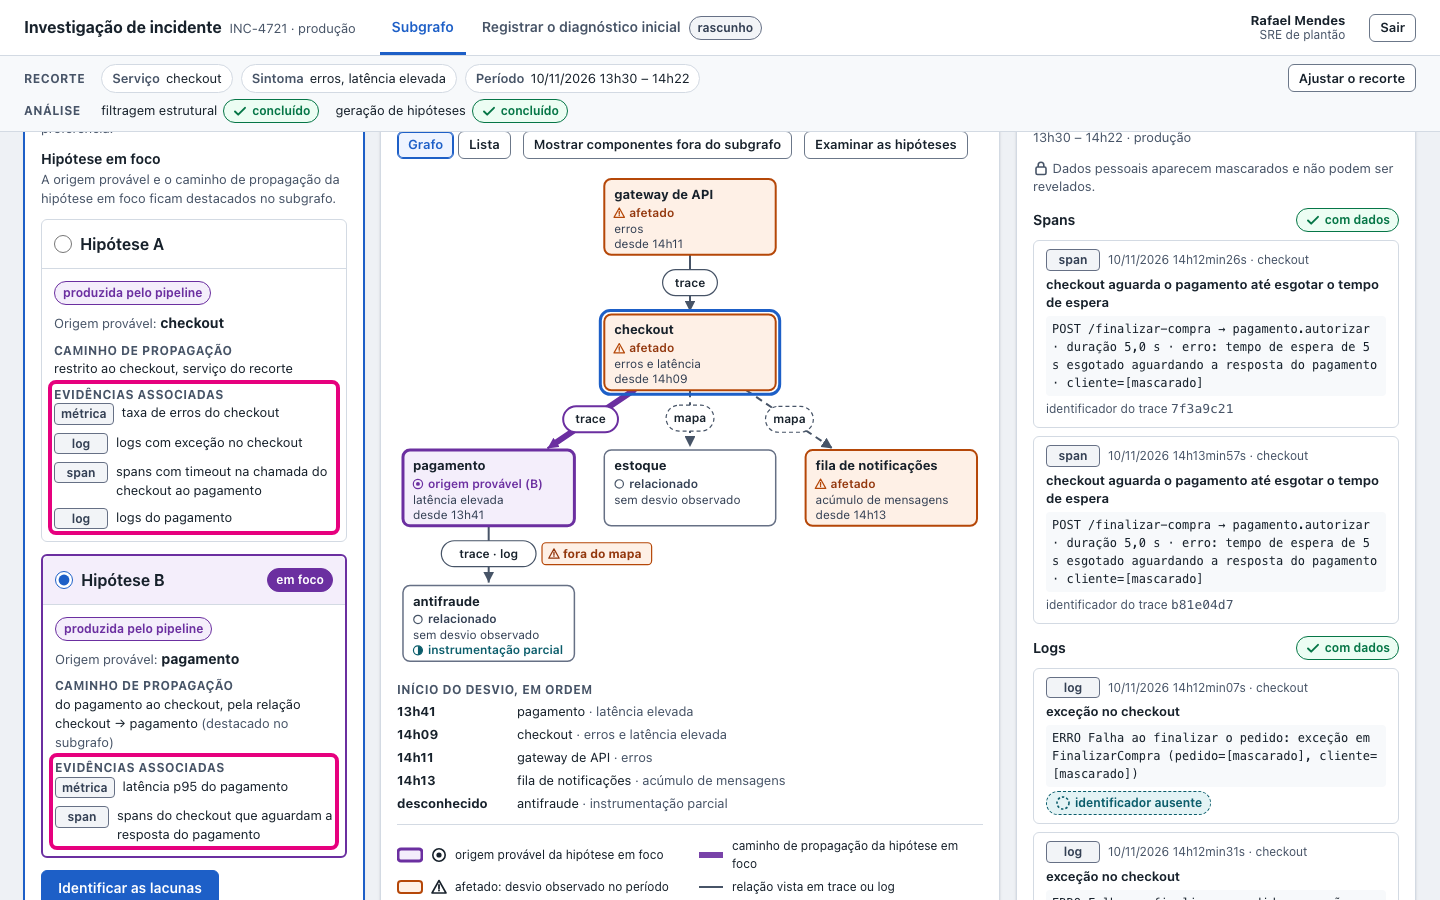 Investigação de incidente INC-4721 · produção
Subgrafo
Registrar o diagnóstico inicial rascunho
Rafael Mendes
SRE de plantão
Sair
RECORTE
Serviço checkout
Sintoma erros, latência elevada
Período 10/11/2026 13h30 – 14h22
Ajustar o recorte
ANÁLISE
filtragem estrutural concluído
geração de hipóteses concluído
Hipótese em foco
A origem provável e o caminho de propagação da
hipótese em foco ficam destacados no subgrafo.
Hipótese A
produzida pelo pipeline
Origem provável: checkout
CAMINHO DE PROPAGAÇÃO
restrito ao checkout, serviço do recorte
EVIDÊNCIAS ASSOCIADAS
métrica taxa de erros do checkout
log logs com exceção no checkout
span spans com timeout na chamada do
checkout ao pagamento
log logs do pagamento
Hipótese B
em foco
produzida pelo pipeline
Origem provável: pagamento
CAMINHO DE PROPAGAÇÃO
do pagamento ao checkout, pela relação
checkout → pagamento (destacado no
subgrafo)
EVIDÊNCIAS ASSOCIADAS
métrica latência p95 do pagamento
span spans do checkout que aguardam a
resposta do pagamento
Identificar as lacunas
Grafo
Lista
Mostrar componentes fora do subgrafo
Examinar as hipóteses
gateway de API
afetado
erros
desde 14h11
trace
checkout
afetado
erros e latência
desde 14h09
trace
mapa
mapa
pagamento
origem provável (B)
latência elevada
desde 13h41
estoque
relacionado
sem desvio observado
fila de notificações
afetado
acúmulo de mensagens
desde 14h13
trace · log
fora do mapa
antifraude
relacionado
sem desvio observado
instrumentação parcial
INÍCIO DO DESVIO, EM ORDEM
13h41 pagamento · latência elevada
14h09 checkout · erros e latência elevada
14h11 gateway de API · erros
14h13 fila de notificações · acúmulo de mensagens
desconhecido antifraude · instrumentação parcial
origem provável da hipótese em foco
caminho de propagação da hipótese em
foco
afetado: desvio observado no período
relação vista em trace ou log
13h30 – 14h22 · produção
Dados pessoais aparecem mascarados e não podem ser
revelados.
Spans
com dados
span 10/11/2026 14h12min26s · checkout
checkout aguarda o pagamento até esgotar o tempo
de espera
POST /finalizar-compra → pagamento.autorizar
· duração 5,0 s · erro: tempo de espera de 5
s esgotado aguardando a resposta do pagamento
· cliente=[mascarado]
identificador do trace 7f3a9c21
span 10/11/2026 14h13min57s · checkout
checkout aguarda o pagamento até esgotar o tempo
de espera
POST /finalizar-compra → pagamento.autorizar
· duração 5,0 s · erro: tempo de espera de 5
s esgotado aguardando a resposta do pagamento
· cliente=[mascarado]
identificador do trace b81e04d7
Logs
com dados
log 10/11/2026 14h12min07s · checkout
exceção no checkout
ERRO Falha ao finalizar o pedido: exceção em
FinalizarCompra (pedido=[mascarado], cliente=
[mascarado])
identificador ausente
log 10/11/2026 14h12min31s · checkout
exceção no checkout